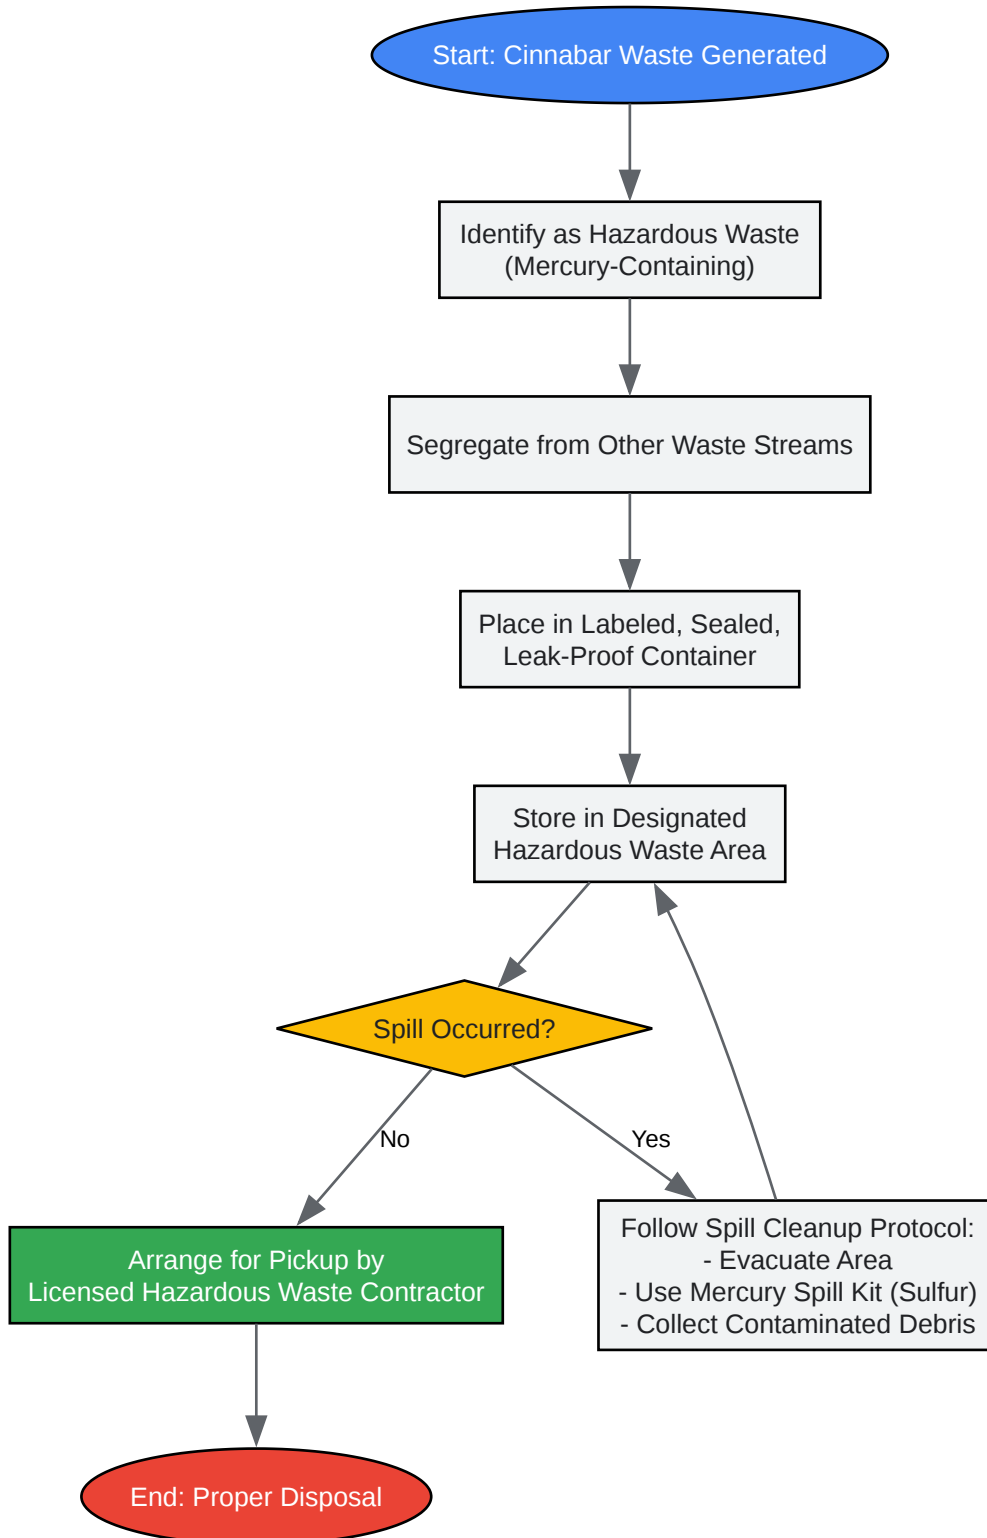 Start: Cinnabar Waste Generated
Identify as Hazardous Waste
(Mercury-Containing)
Segregate from Other Waste Streams
Place in Labeled, Sealed,
Leak-Proof Container
Store in Designated
Hazardous Waste Area
Spill Occurred?
No
Yes
Arrange for Pickup by
Licensed Hazardous Waste Contractor
Follow Spill Cleanup Protocol:
- Evacuate Area
- Use Mercury Spill Kit (Sulfur)
- Collect Contaminated Debris
End: Proper Disposal